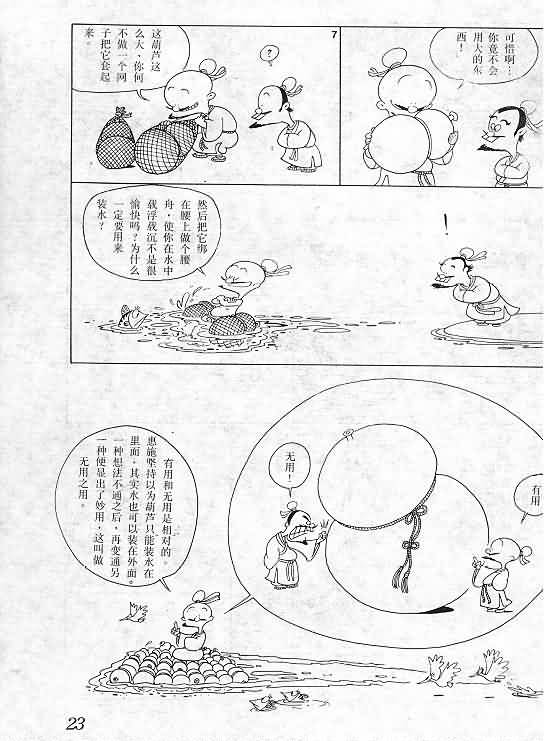 可惜啊…
你竟不会
用大的东
西！
7
？
这葫芦这
么大，你何
不做一个网
子把它套起
来。
！
然后把它绑
在腰上做个腰
舟，使你在水中
载浮载沉不是很
愉快吗？为什么
一定要用来
装水？
有用
无用！
有用和无用是相对的。
惠施坚持以为葫芦只能装水在
里面，其实水也可以装在外面。
一种想法不通之后，再变通另
一种便显出了妙用，这叫做
无用之用。
23